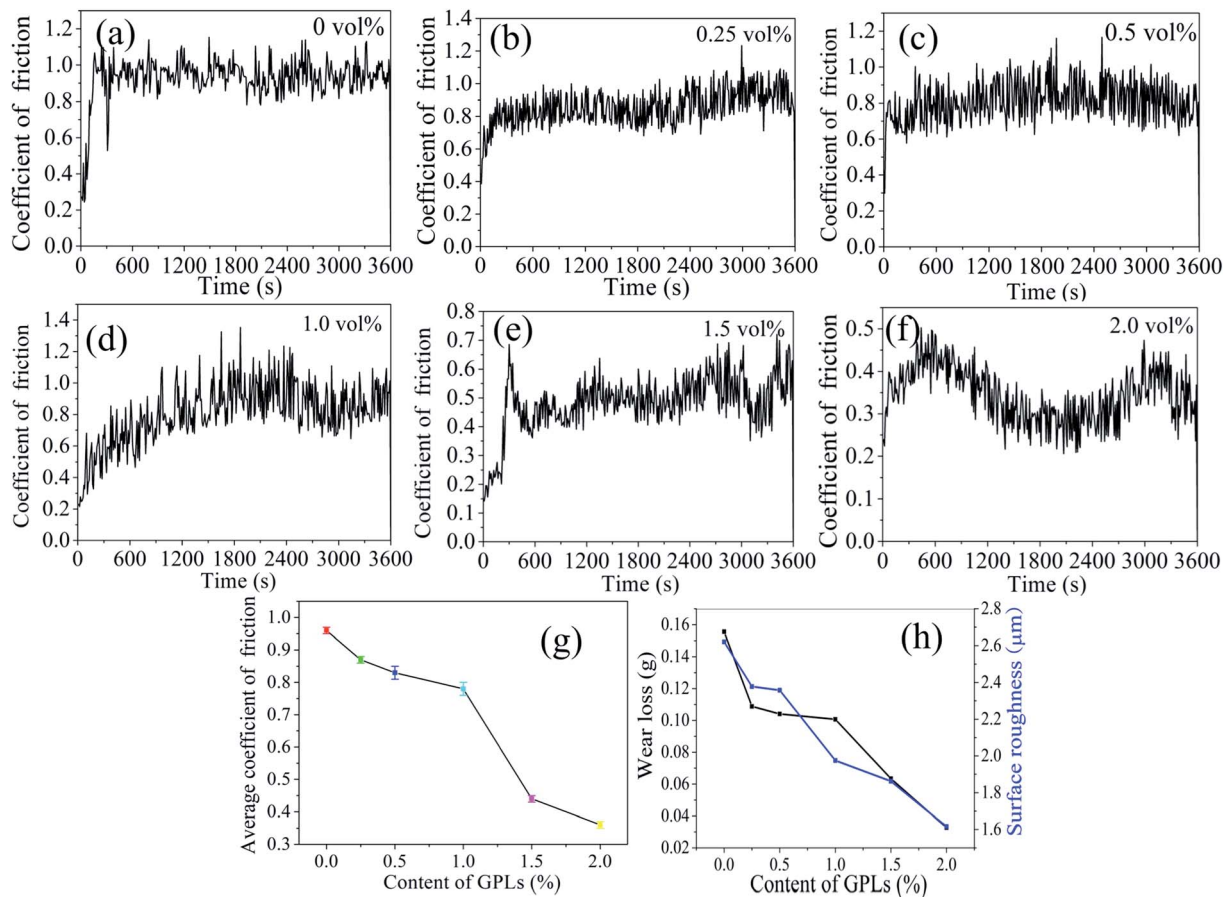 (a)
0 vol%
Coefficient of friction
1.2
1.0
0.8
0.6
0.4
0.2
0.0
0 600 1200 1800 2400 3000 3600
Time (s)
(b)
0.25 vol%
Coefficient of friction
1.4
1.2
1.0
0.8
0.6
0.4
0.2
0.0
0 600 1200 1800 2400 3000 3600
Time (s)
(c)
0.5 vol%
Coefficient of friction
1.2
1.0
0.8
0.6
0.4
0.2
0.0
0 600 1200 1800 2400 3000 3600
Time (s)
(d)
1.0 vol%
Coefficient of friction
1.4
1.2
1.0
0.8
0.6
0.4
0.2
0.0
0 600 1200 1800 2400 3000 3600
Time (s)
(e)
1.5 vol%
Coefficient of friction
0.8
0.7
0.6
0.5
0.4
0.3
0.2
0.1
0.0
0 600 1200 1800 2400 3000 3600
Time (s)
(f)
2.0 vol%
Coefficient of friction
0.5
0.4
0.3
0.2
0.1
0.0
0 600 1200 1800 2400 3000 3600
Time (s)
(g)
Average coefficient of friction
1.0
0.9
0.8
0.7
0.6
0.5
0.4
0.3
0.0 0.5 1.0 1.5 2.0
Content of GPLs (%)
(h)
Wear loss (g)
0.16
0.14
0.12
0.10
0.08
0.06
0.04
0.02
2.8
2.6
2.4
2.2
2.0
1.8
1.6
Surface roughness (μm)
0.0 0.5 1.0 1.5 2.0
Content of GPLs (%)